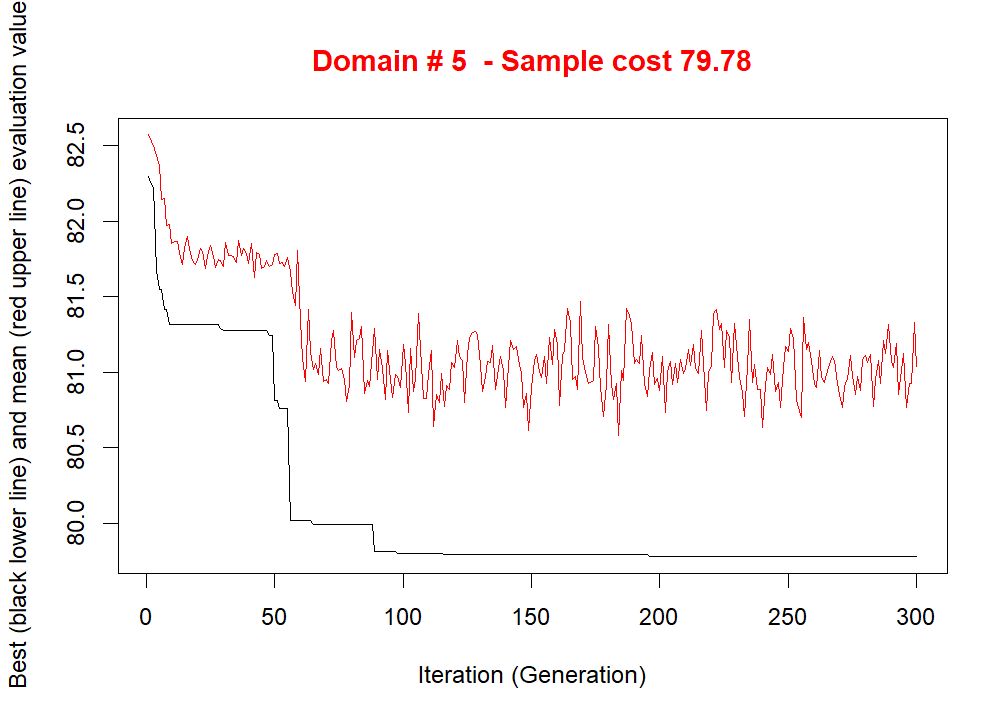 Domain # 5  - Sample cost 79.78
Best (black lower line) and mean (red upper line) evaluation value
82.5
82.0
81.5
81.0
80.5
80.0
0 50 100 150 200 250 300
Iteration (Generation)